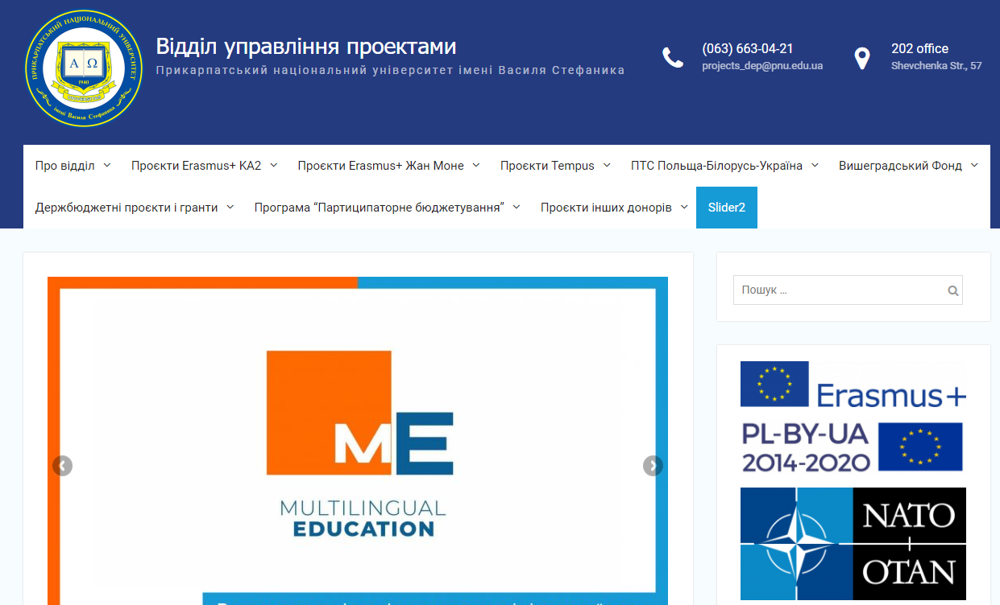 ПРИКАРПАТСЬКИЙ НАЦІОНАЛЬНИЙ УНІВЕРСИТЕТ
імені Василя Стефаника
Α Ω
1940
Відділ управління проектами
Прикарпатський національний університет імені Василя Стефаника
(063) 663-04-21
projects_dep@pnu.edu.ua
202 office
Shevchenka Str., 57
Про відділ
Проєкти Erasmus+ KA2
Проєкти Erasmus+ Жан Моне
Проєкти Tempus
ПТС Польща-Білорусь-Україна
Вишеградський Фонд
Держбюджетні проєкти і гранти
Програма “Партиципаторне бюджетування”
Проєкти інших донорів
Slider2
Пошук …
ME
MULTILINGUAL
EDUCATION
Erasmus+
PL-BY-UA
2014-2020
NATO
OTAN